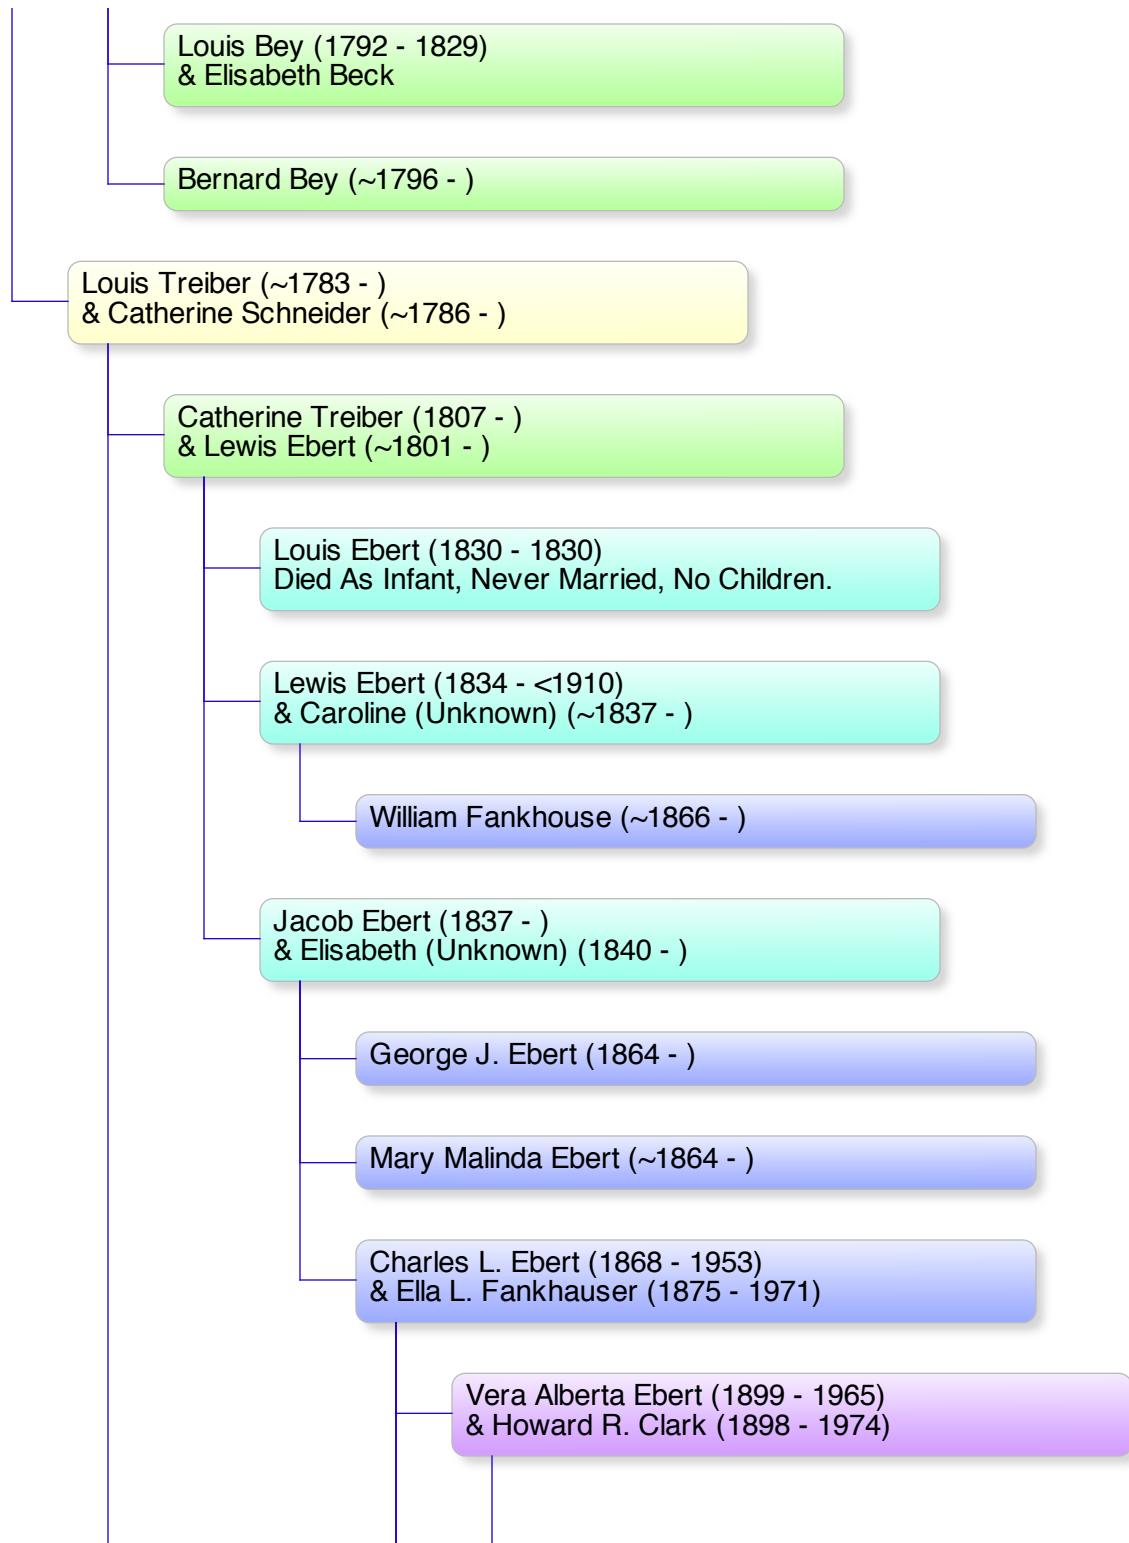 Louis Bey (1792 - 1829)
& Elisabeth Beck
Bernard Bey (~1796 - )
Louis Treiber (~1783 - )
& Catherine Schneider (~1786 - )
Catherine Treiber (1807 - )
& Lewis Ebert (~1801 - )
Louis Ebert (1830 - 1830)
Died As Infant, Never Married, No Children.
Lewis Ebert (1834 - <1910)
& Caroline (Unknown) (~1837 - )
William Fankhouse (~1866 - )
Jacob Ebert (1837 - )
& Elisabeth (Unknown) (1840 - )
George J. Ebert (1864 - )
Mary Malinda Ebert (~1864 - )
Charles L. Ebert (1868 - 1953)
& Ella L. Fankhauser (1875 - 1971)
Vera Alberta Ebert (1899 - 1965)
& Howard R. Clark (1898 - 1974)